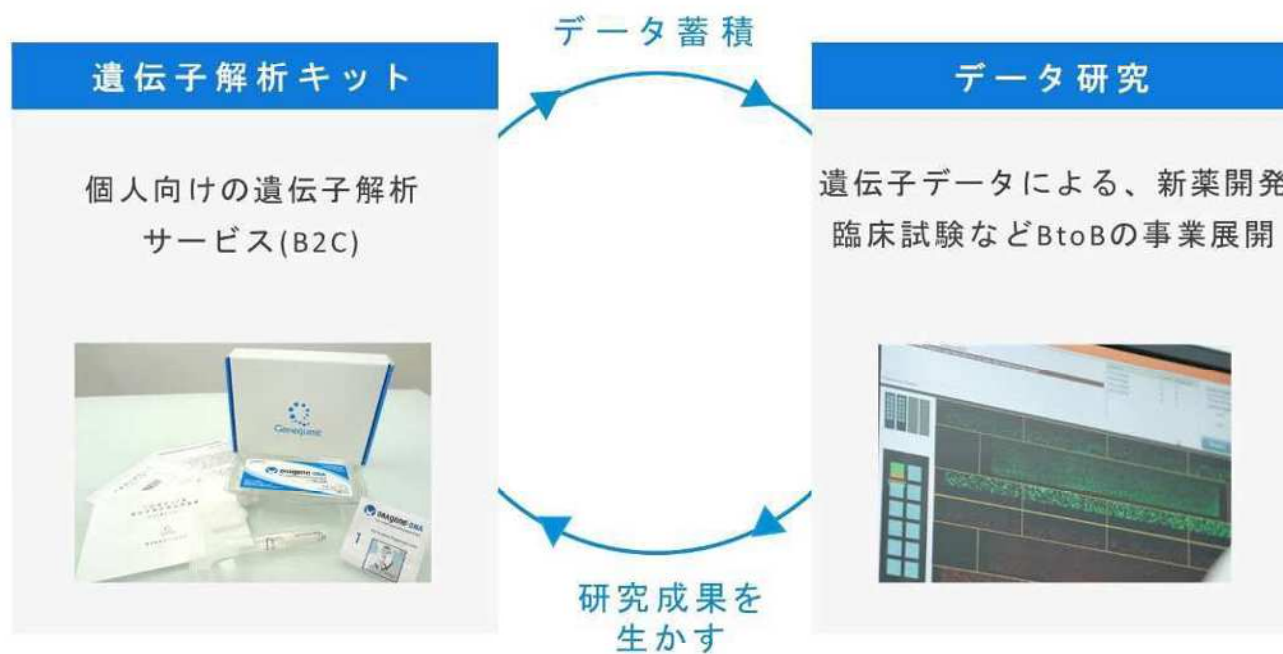 データ蓄積
遺伝子解析キット
個人向けの遺伝子解析
サービス(B2C)
Genequest
データ研究
遺伝子データによる、新薬開発
臨床試験などBtoBの事業展開
研究成果を
生かす
1